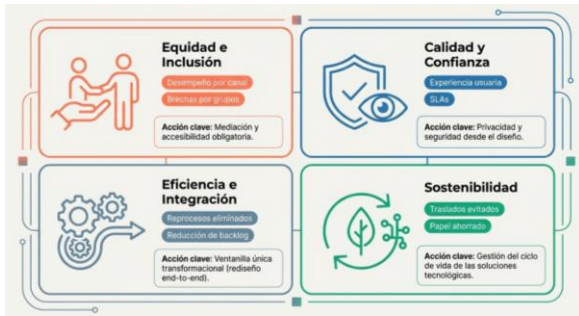 Equidad e
Inclusión
Desempeño por canal
Brechas por grupos
Acción clave: Mediación y
accesibilidad obligatoria.
Calidad y
Confianza
Experiencia usuaria
SLAs
Acción clave: Privacidad y
seguridad desde el diseño.
Eficiencia e
Integración
Reprocesos eliminados
Reducción de backlog
Acción clave: Ventanilla única
transformacional (rediseño
end-to-end).
Sostenibilidad
Traslados evitados
Papel ahorrado
Acción clave: Gestión del ciclo
de vida de las soluciones
tecnológicas.